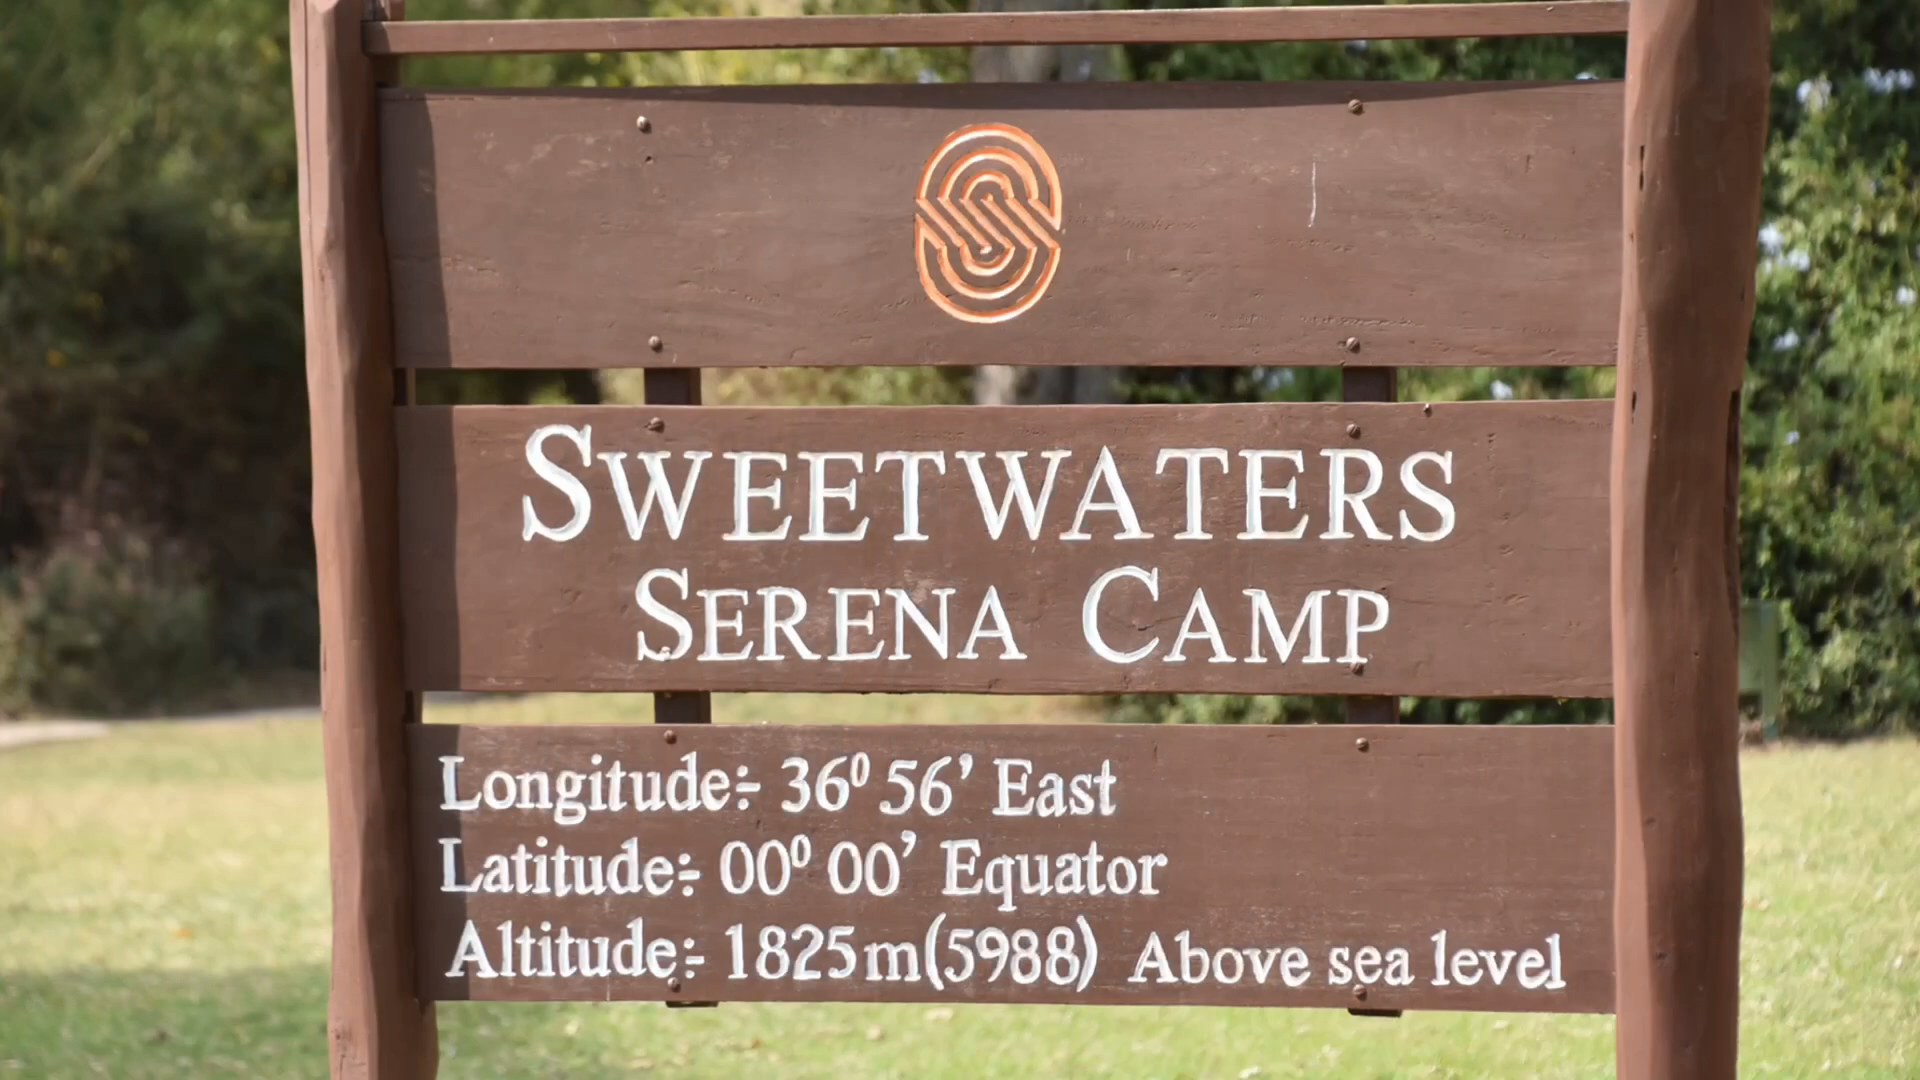 SWEETWATERS
SERENA CAMP
Longitude:- 36⁰ 56’ East
Latitude:- 00⁰ 00’ Equator
Altitude:- 1825m(5988) Above sea level